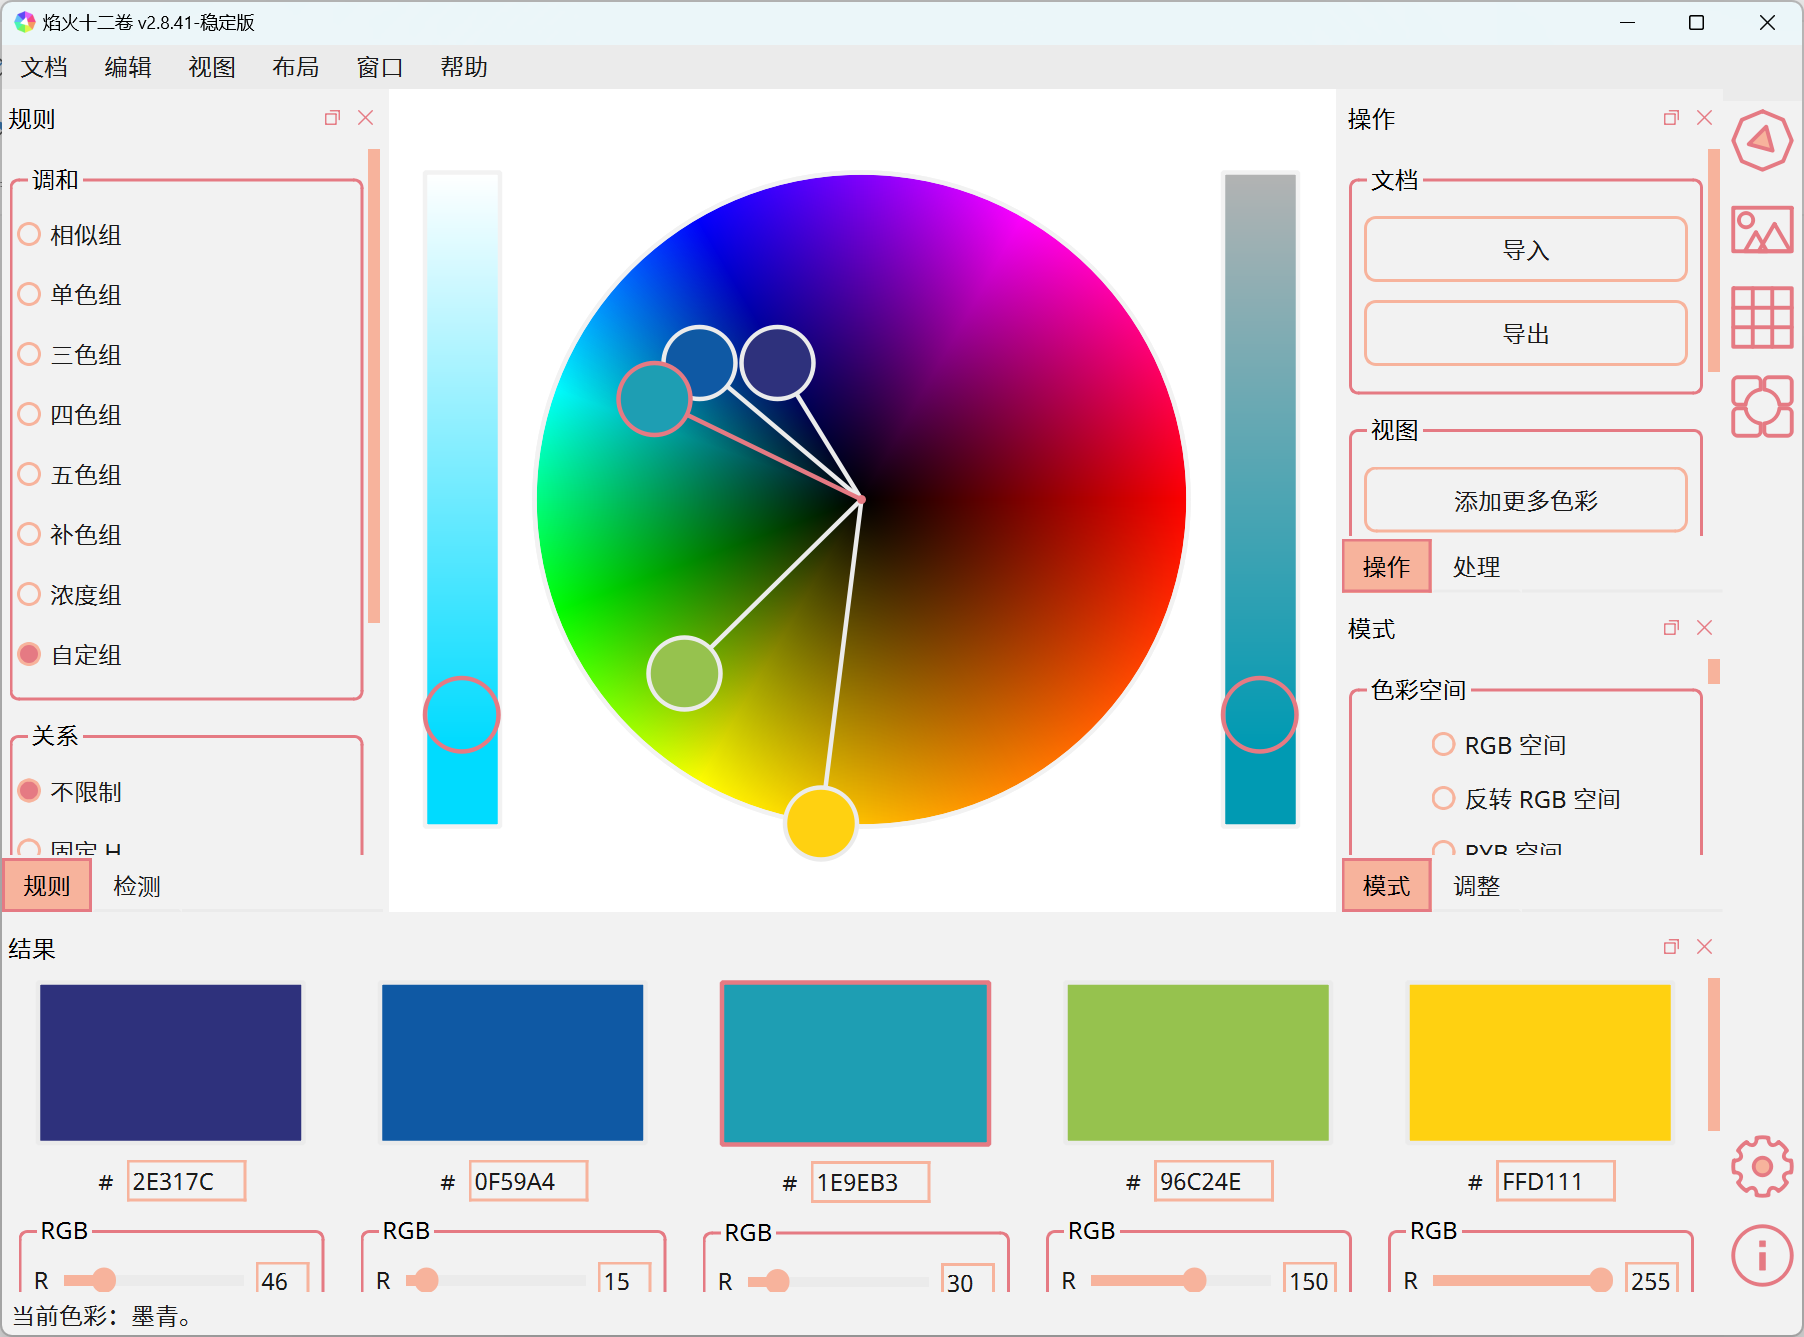 焰火十二卷 v2.8.41-稳定版
文档 编辑 视图 布局 窗口 帮助
规则
调和
相似组
单色组
三色组
四色组
五色组
补色组
浓度组
自定组
关系
不限制
固定 H
规则 检测
操作
文档
导入
导出
视图
添加更多色彩
操作 处理
模式
色彩空间
RGB 空间
反转 RGB 空间
RYB 空间
模式 调整
结果
# 2E317C # 0F59A4 # 1E9EB3 # 96C24E # FFD111
RGB RGB RGB RGB RGB
R 46 R 15 R 30 R 150 R 255
当前色彩：墨青。